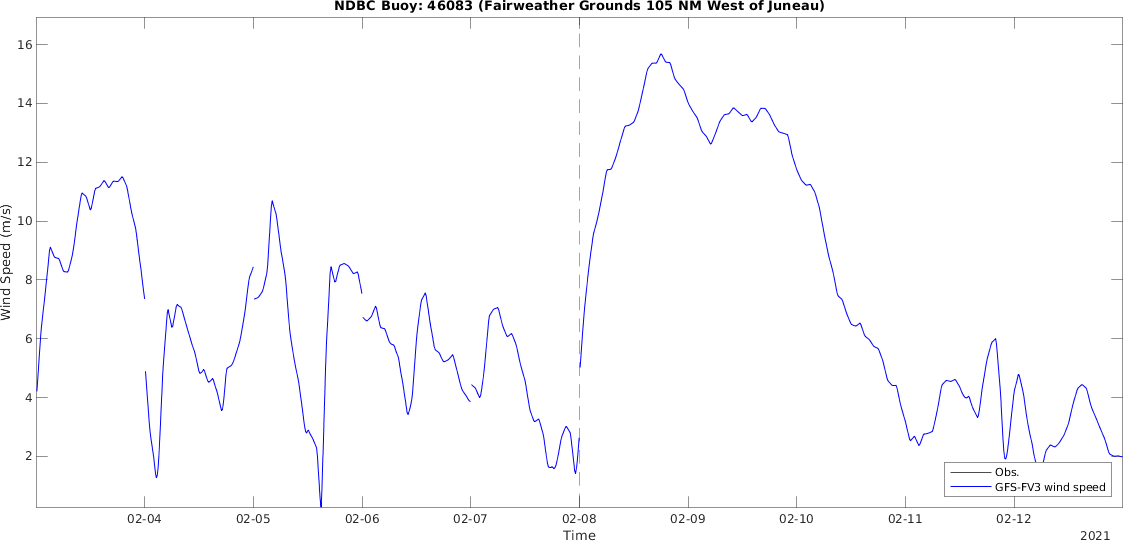 NDBC Buoy: 46083 (Fairweather Grounds 105 NM West of Juneau)
16
14
12
10
8
6
4
2
Wind Speed (m/s)
Obs.
GFS-FV3 wind speed
02-04 02-05 02-06 02-07 02-08 02-09 02-10 02-11 02-12
Time
2021